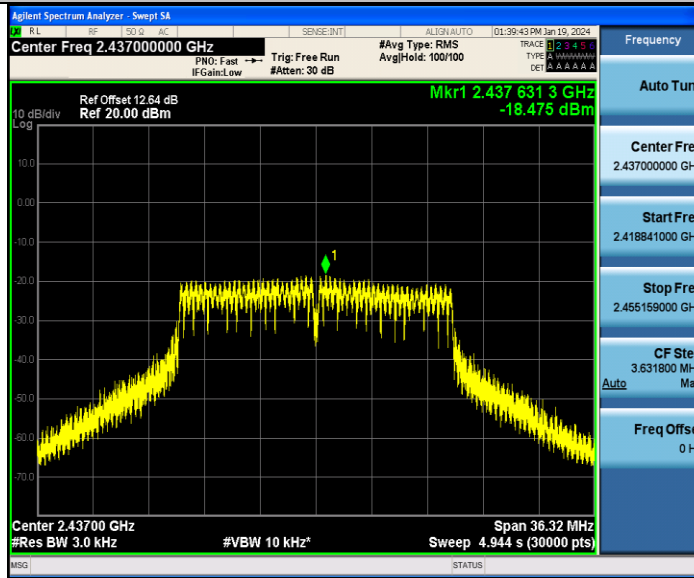 Agilent Spectrum Analyzer - Swept SA
RL RF 50 Ω AC SENSE:INT ALIGNAUTO 01:39:43 PM Jan 19, 2024
Center Freq 2.437000000 GHz
PNO: Fast
IFGain:Low
Trig: Free Run
#Atten: 30 dB
#Avg Type: RMS
Avg|Hold: 100/100
TRACE 1 2 3 4 5 6
TYPE A WWWWW
DET A A A A A A
Ref Offset 12.64 dB
10 dB/div Ref 20.00 dBm
Log
Mkr1 2.437 631 3 GHz
-18.475 dBm
10.0
0.00
-10.0
-20.0
-30.0
-40.0
-50.0
-60.0
-70.0
1
Center 2.43700 GHz
Span 36.32 MHz
#Res BW 3.0 kHz #VBW 10 kHz* Sweep 4.944 s (30000 pts)
MSG STATUS
Frequency
Auto Tun
Center Fre
2.437000000 GH
Start Fre
2.418841000 GH
Stop Fre
2.455159000 GH
CF Ste
3.631800 MH
Auto Ma
Freq Offse
0 H